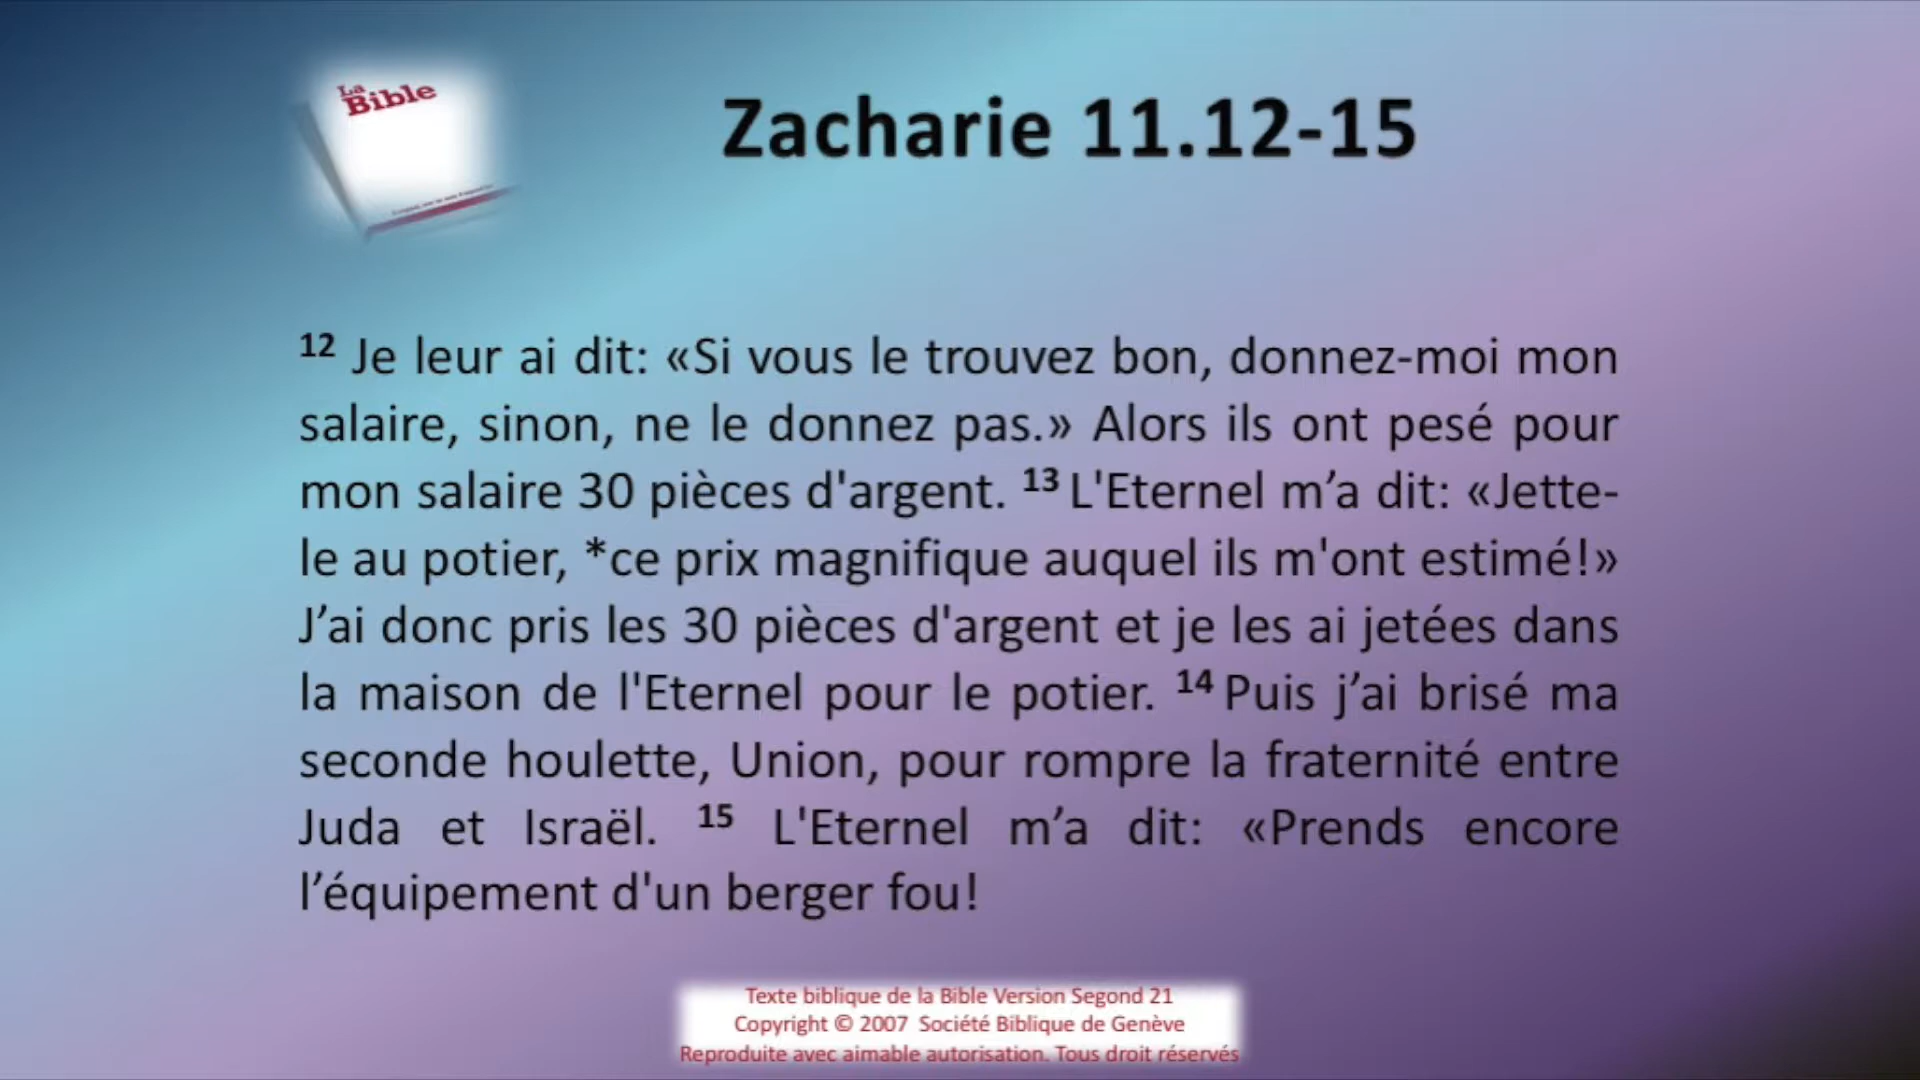 La
Bible
Zacharie 11.12-15
12 Je leur ai dit: «Si vous le trouvez bon, donnez-moi mon
salaire, sinon, ne le donnez pas.» Alors ils ont pesé pour
mon salaire 30 pièces d'argent. 13 L'Eternel m’a dit: «Jette-
le au potier, *ce prix magnifique auquel ils m'ont estimé!»
J’ai donc pris les 30 pièces d'argent et je les ai jetées dans
la maison de l'Eternel pour le potier. 14 Puis j’ai brisé ma
seconde houlette, Union, pour rompre la fraternité entre
Juda et Israël. 15 L'Eternel m’a dit: «Prends encore
l’équipement d'un berger fou!
Texte biblique de la Bible Version Segond 21
Copyright © 2007 Société Biblique de Genève
Reproduite avec aimable autorisation. Tous droit réservés